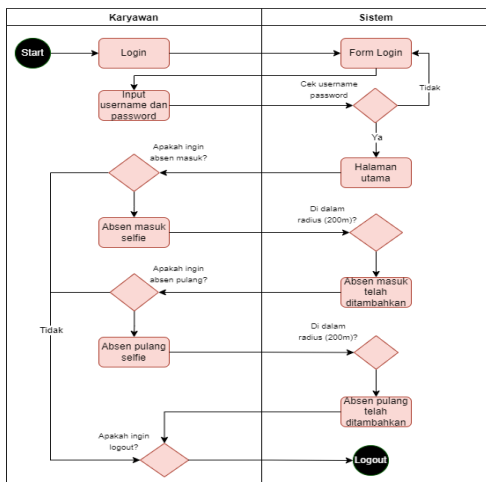 Karyawan
Sistem
Start
Login
Form Login
Cek username
password
Tidak
Input
username dan
password
Ya
Apakah ingin
absen masuk?
Halaman
utama
Absen masuk
selfie
Di dalam
radius (200m)?
Apakah ingin
absen pulang?
Absen masuk
telah
ditambahkan
Tidak
Di dalam
radius (200m)?
Absen pulang
selfie
Absen pulang
telah
ditambahkan
Apakah ingin
logout?
Logout